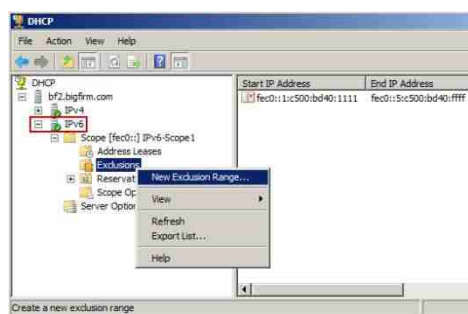 DHCP
File Action View Help
DHCP
bf2.bigfirm.com
IPv4
IPv6
Scope [fec0::] IPv6-Scope1
Address Leases
Exclusions
Reservat
Scope Op
Server Option
New Exclusion Range...
View
Refresh
Export List...
Help
Start IP Address End IP Address
fec0::1:c500:bd40:1111 fec0::5:c500:bd40:ffff
Create a new exclusion range